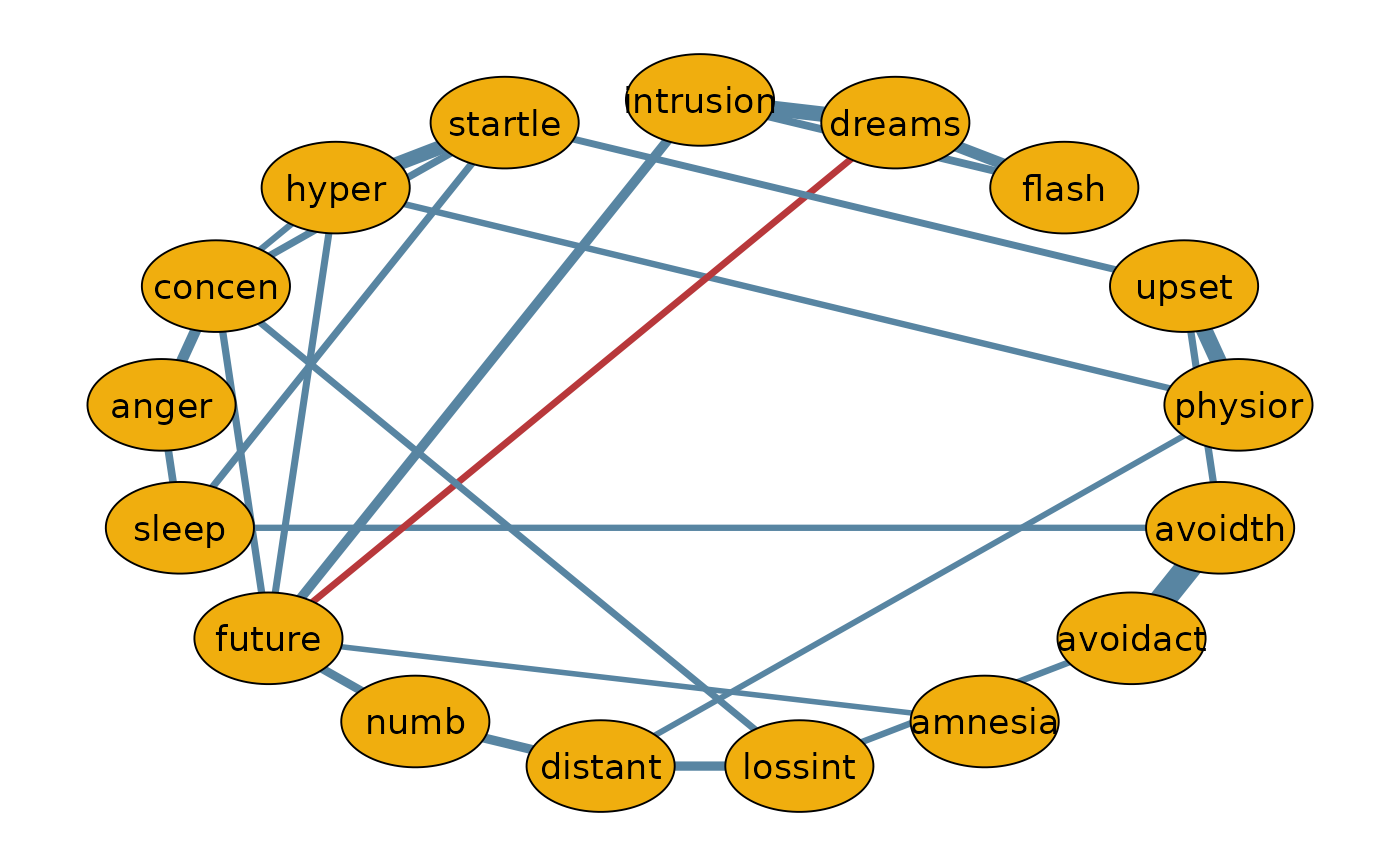 intrusion
startle
dreams
hyper
flash
concen
upset
anger
physior
sleep
avoidth
future
avoidact
numb
amnesia
distant
lossint